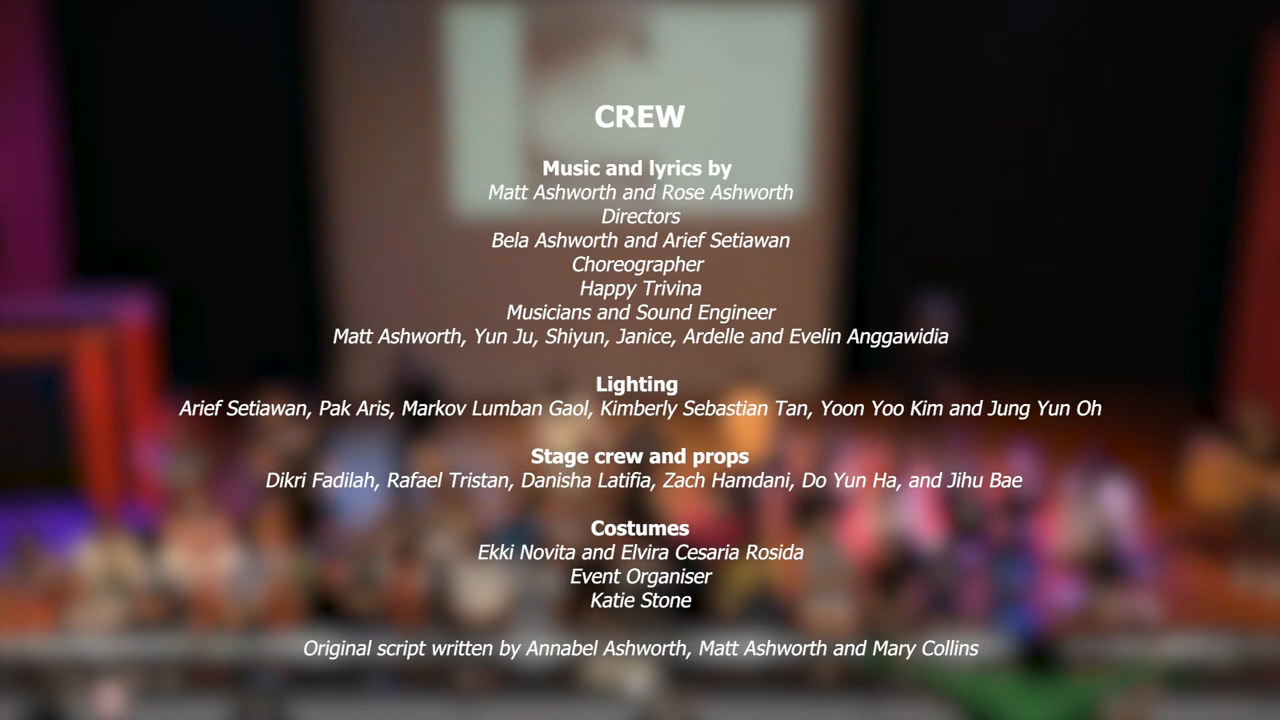 CREW
Music and lyrics by
Matt Ashworth and Rose Ashworth
Directors
Bela Ashworth and Arief Setiawan
Choreographer
Happy Trivina
Musicians and Sound Engineer
Matt Ashworth, Yun Ju, Shiyun, Janice, Ardelle and Evelin Anggawidia
Lighting
Arief Setiawan, Pak Aris, Markov Lumban Gaol, Kimberly Sebastian Tan, Yoon Yoo Kim and Jung Yun Oh
Stage crew and props
Dikri Fadilah, Rafael Tristan, Danisha Latifia, Zach Hamdani, Do Yun Ha, and Jihu Bae
Costumes
Ekki Novita and Elvira Cesaria Rosida
Event Organiser
Katie Stone
Original script written by Annabel Ashworth, Matt Ashworth and Mary Collins